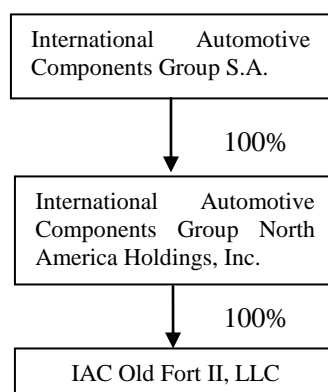 International Automotive
Components Group S.A.
100%
International Automotive
Components Group North
America Holdings, Inc.
100%
IAC Old Fort II, LLC